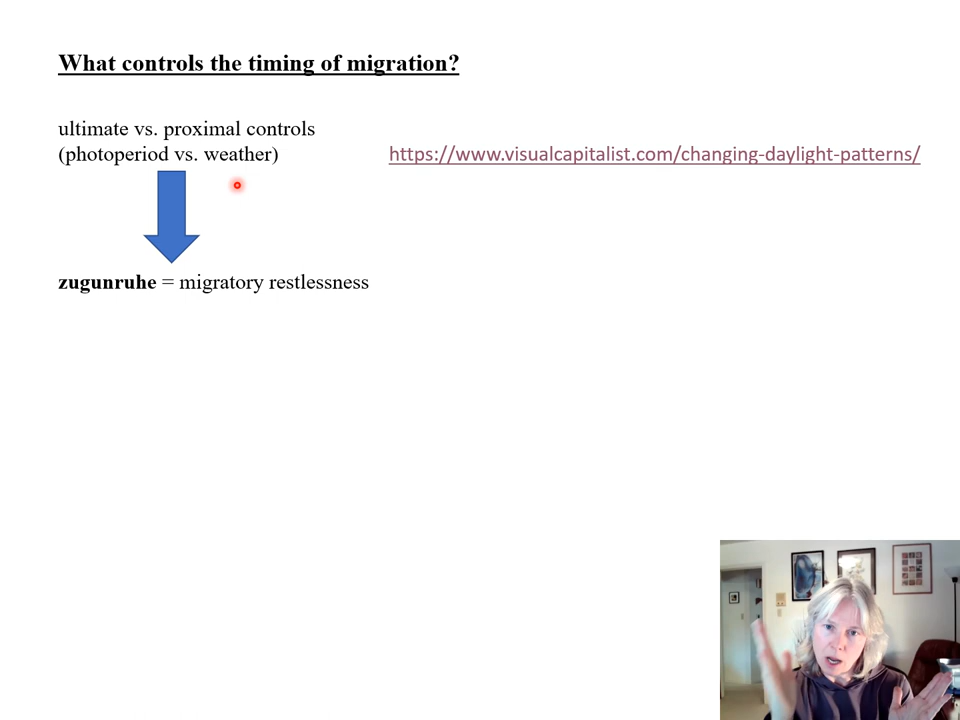 What controls the timing of migration?
ultimate vs. proximal controls
(photoperiod vs. weather)
https://www.visualcapitalist.com/changing-daylight-patterns/
zugunruhe = migratory restlessness